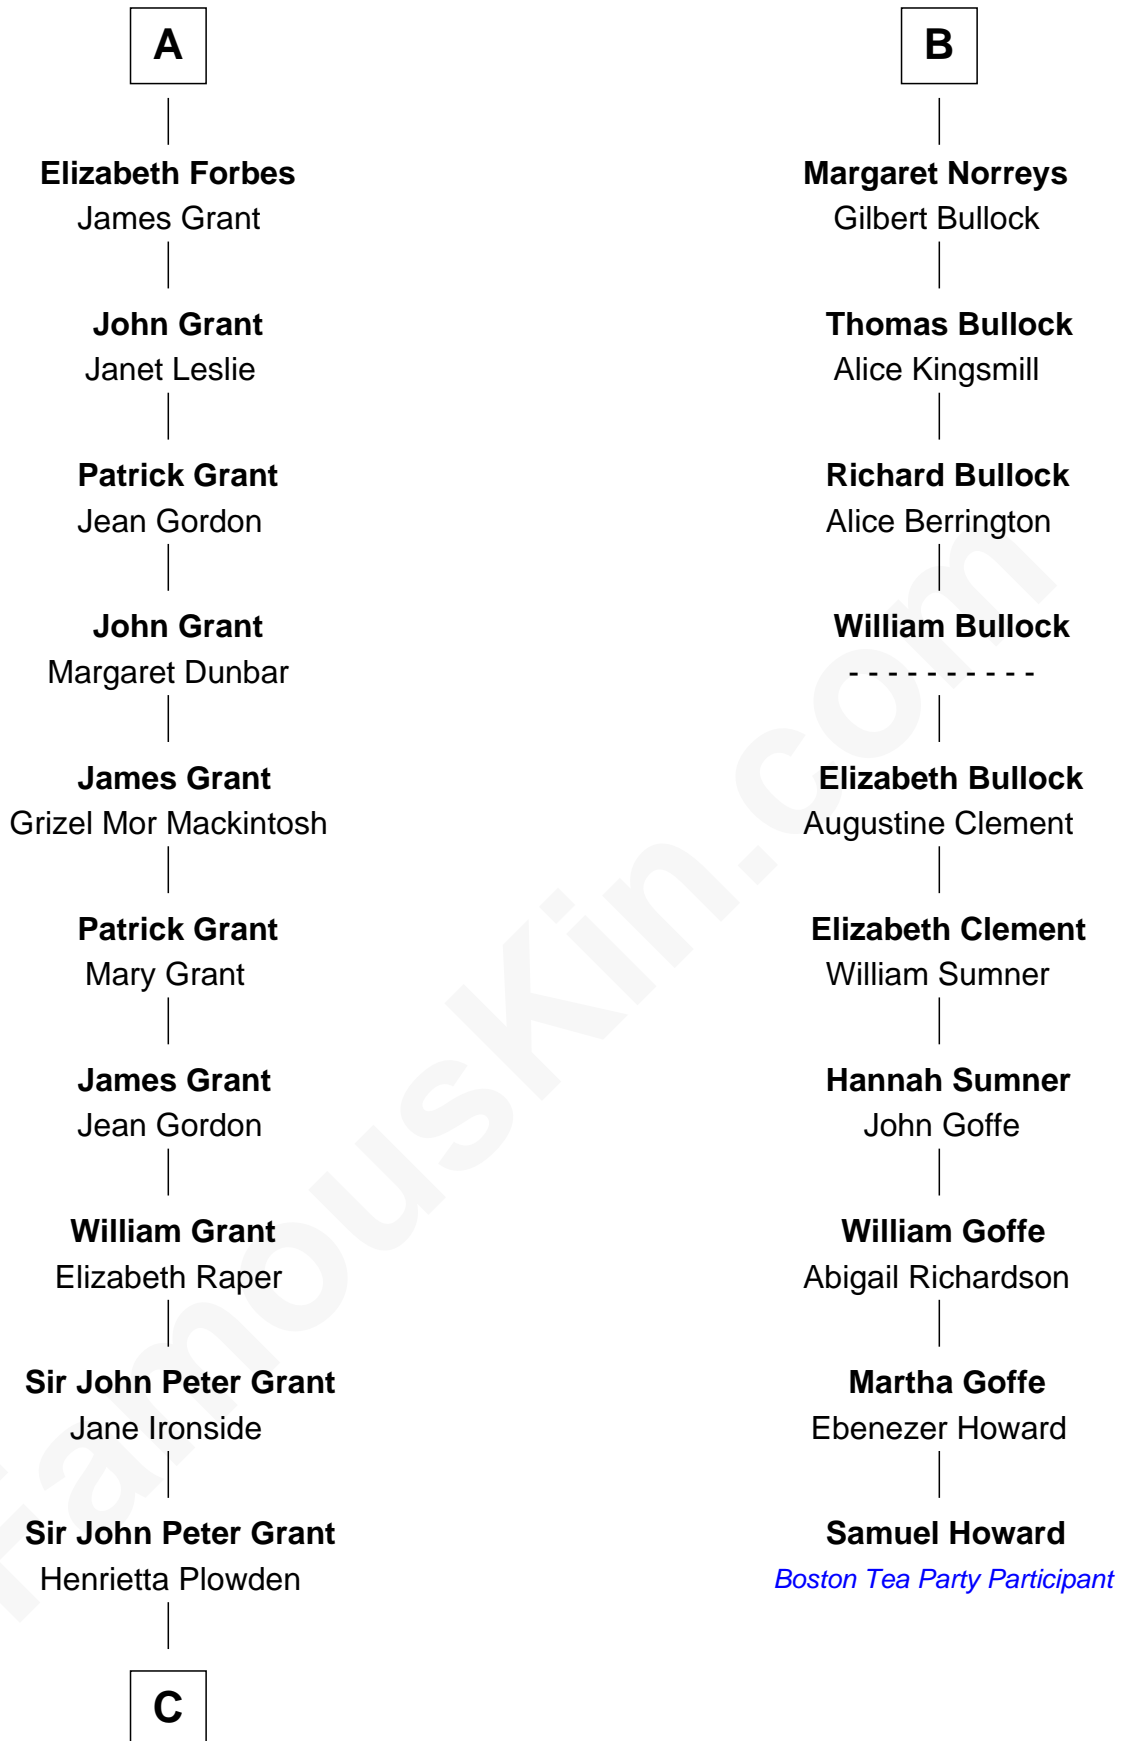 A
Elizabeth Forbes
James Grant
John Grant
Janet Leslie
Patrick Grant
Jean Gordon
John Grant
Margaret Dunbar
James Grant
Grizel Mor Mackintosh
Patrick Grant
Mary Grant
James Grant
Jean Gordon
William Grant
Elizabeth Raper
Sir John Peter Grant
Jane Ironside
Sir John Peter Grant
Henrietta Plowden
C
B
Margaret Norreys
Gilbert Bullock
Thomas Bullock
Alice Kingsmill
Richard Bullock
Alice Berrington
William Bullock
- - - - - - - - - -
Elizabeth Bullock
Augustine Clement
Elizabeth Clement
William Sumner
Hannah Sumner
John Goffe
William Goffe
Abigail Richardson
Martha Goffe
Ebenezer Howard
Samuel Howard
Boston Tea Party Participant
FamousKin.com